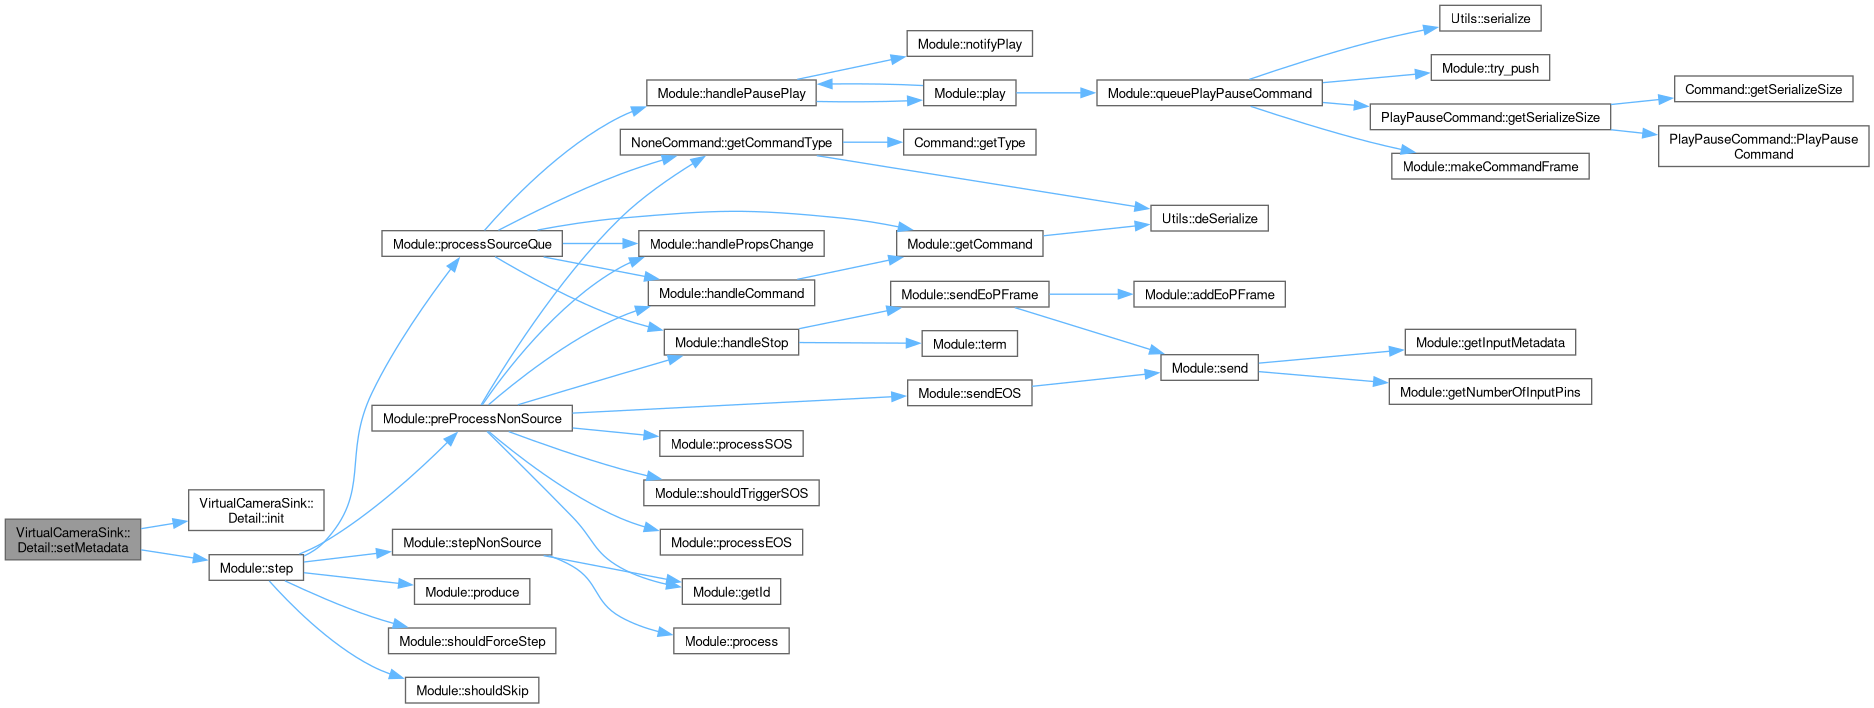 VirtualCameraSink::
Detail::setMetadata
VirtualCameraSink::
Detail::init
Module::step
Module::processSourceQue
Module::preProcessNonSource
Module::stepNonSource
Module::produce
Module::shouldForceStep
Module::shouldSkip
Module::handlePausePlay
NoneCommand::getCommandType
Module::handlePropsChange
Module::handleCommand
Module::handleStop
Module::processSOS
Module::shouldTriggerSOS
Module::processEOS
Module::getId
Module::process
Module::notifyPlay
Module::play
Command::getType
Module::getCommand
Module::sendEoPFrame
Module::term
Module::sendEOS
Module::queuePlayPauseCommand
Utils::deSerialize
Module::addEoPFrame
Module::send
Utils::serialize
Module::try_push
PlayPauseCommand::getSerializeSize
Module::makeCommandFrame
Module::getInputMetadata
Module::getNumberOfInputPins
Command::getSerializeSize
PlayPauseCommand::PlayPause
Command